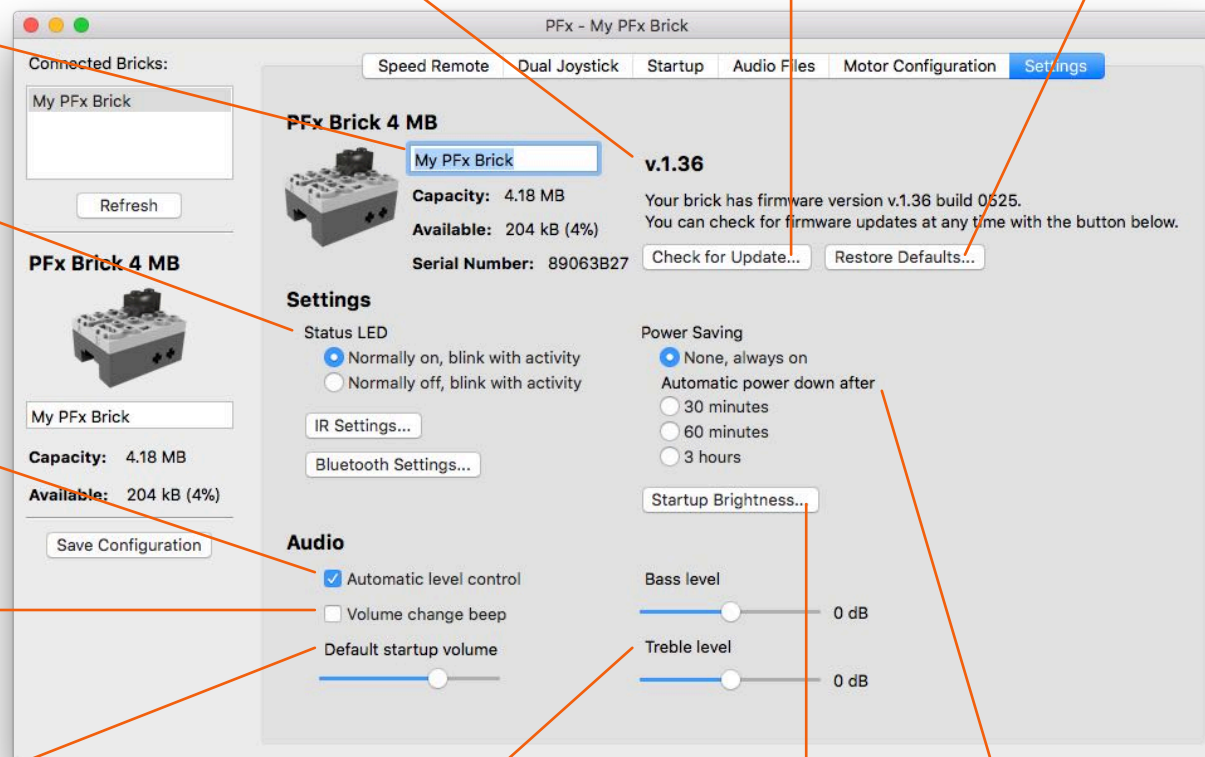 PFx - My PFx Brick
Connected Bricks:
My PFx Brick
Refresh
PFx Brick 4 MB
My PFx Brick
Capacity: 4.18 MB
Available: 204 kB (4%)
Save Configuration
Speed Remote Dual Joystick Startup Audio Files Motor Configuration Settings
PFx Brick 4 MB
My PFx Brick
Capacity: 4.18 MB
Available: 204 kB (4%)
Serial Number: 89063B27
v.1.36
Your brick has firmware version v.1.36 build 0525.
You can check for firmware updates at any time with the button below.
Check for Update... Restore Defaults...
Settings
Status LED
Normally on, blink with activity
Normally off, blink with activity
IR Settings...
Bluetooth Settings...
Power Saving
None, always on
Automatic power down after
30 minutes
60 minutes
3 hours
Startup Brightness...
Audio
Automatic level control
Volume change beep
Default startup volume
Bass level
0 dB
Treble level
0 dB